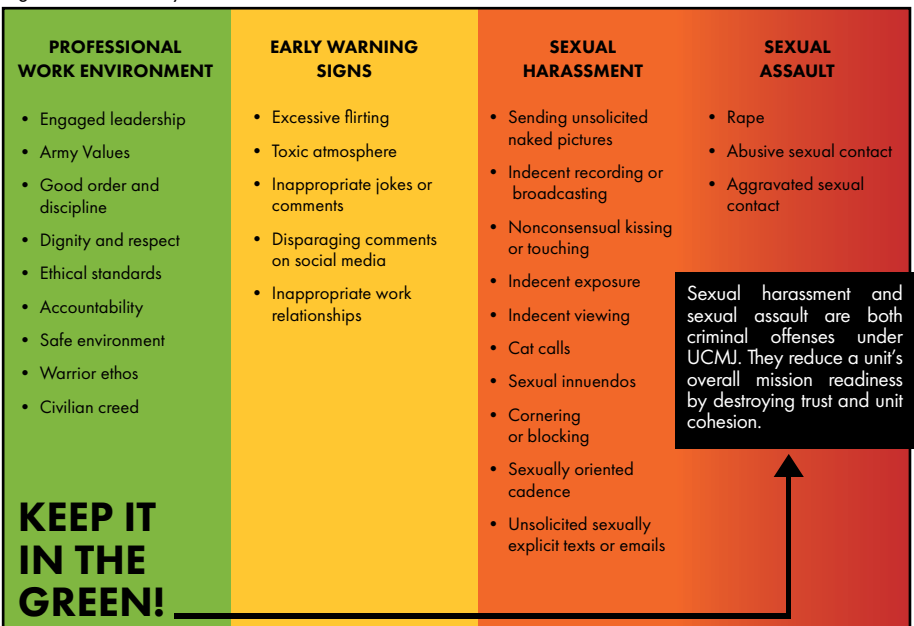 PROFESSIONAL
WORK ENVIRONMENT
• Engaged leadership
• Army Values
• Good order and
discipline
• Dignity and respect
• Ethical standards
• Accountability
• Safe environment
• Warrior ethos
• Civilian creed
KEEP IT
IN THE
GREEN!
EARLY WARNING
SIGNS
• Excessive flirting
• Toxic atmosphere
• Inappropriate jokes or
comments
• Disparaging comments
on social media
• Inappropriate work
relationships
SEXUAL
HARASSMENT
• Sending unsolicited
naked pictures
• Indecent recording or
broadcasting
• Nonconsensual kissing
or touching
• Indecent exposure
• Indecent viewing
• Cat calls
• Sexual innuendos
• Cornering
or blocking
• Sexually oriented
cadence
• Unsolicited sexually
explicit texts or emails
SEXUAL
ASSAULT
• Rape
• Abusive sexual contact
• Aggravated sexual
contact
Sexual harassment and
sexual assault are both
criminal offenses under
UCMJ. They reduce a unit's
overall mission readiness
by destroying trust and unit
cohesion.